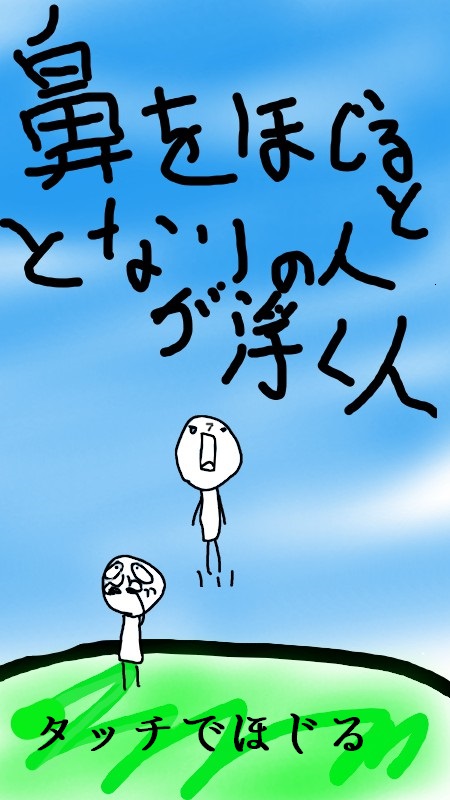 鼻をほじると
となりの人
が浮く人
タッチでほじる